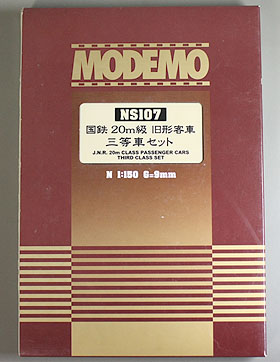 MODEMO
NS107
国鉄 20m級 旧形客車
三等車セット
J.N.R. 20m CLASS PASSENGER CARS
THIRD CLASS SET
N 1:150 G=9mm